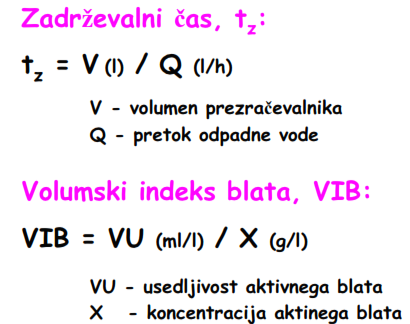 Zadrževalni čas, tz:
tz = V (l) / Q (l/h)
V - volumen prezračevalnika
Q - pretok odpadne vode
Volumski indeks blata, VIB:
VIB = VU (ml/l) / X (g/l)
VU - usedljivost aktivnega blata
X - koncentracija aktinega blata